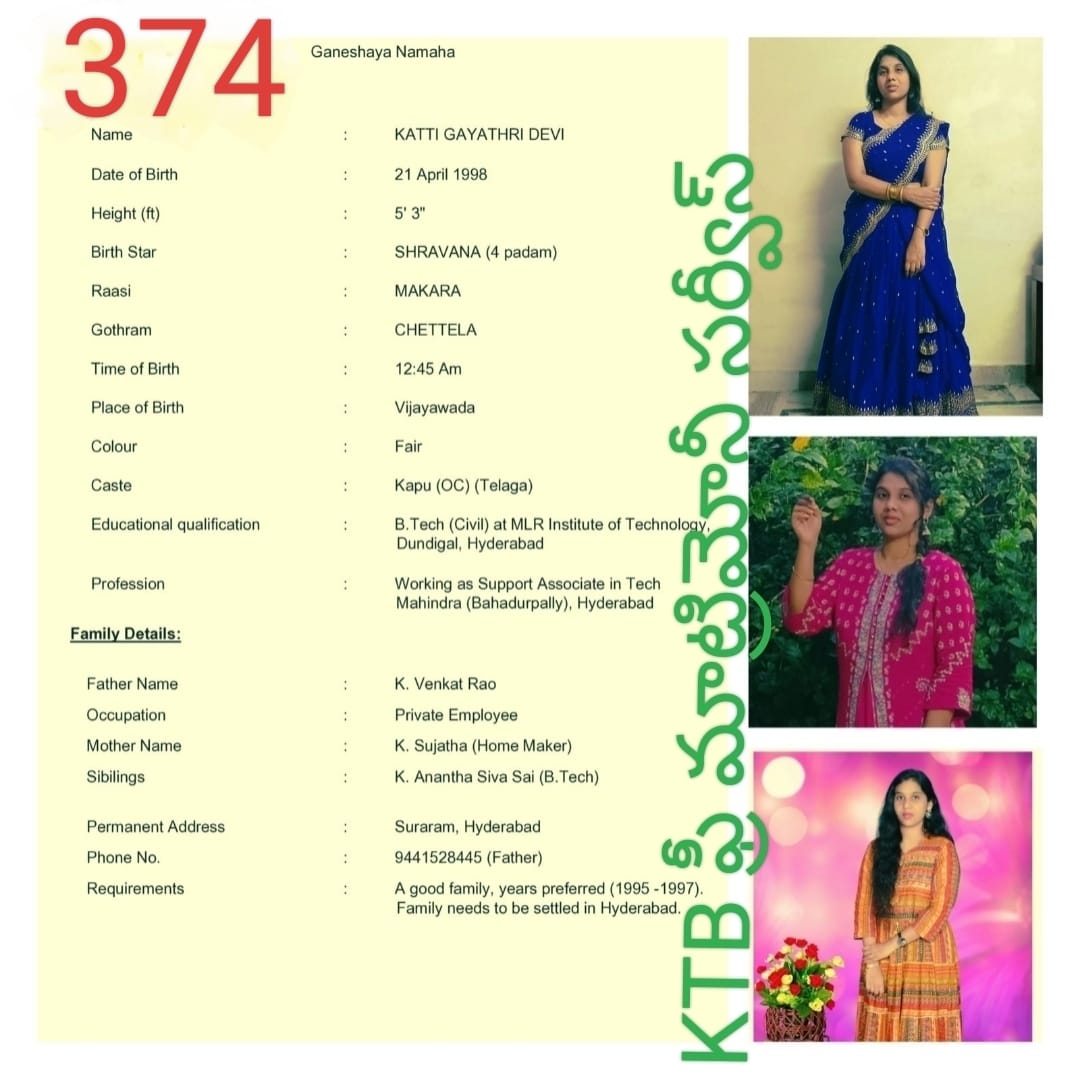 374
Ganeshaya Namaha
Name : KATTI GAYATHRI DEVI
Date of Birth : 21 April 1998
Height (ft) : 5' 3"
Birth Star : SHRAVANA (4 padam)
Raasi : MAKARA
Gothram : CHETTELA
Time of Birth : 12:45 Am
Place of Birth : Vijayawada
Colour : Fair
Caste : Kapu (OC) (Telaga)
Educational qualification : B.Tech (Civil) at MLR Institute of Technology,
Dundigal, Hyderabad
Profession : Working as Support Associate in Tech
Mahindra (Bahadurpally), Hyderabad
Family Details:
Father Name : K. Venkat Rao
Occupation : Private Employee
Mother Name : K. Sujatha (Home Maker)
Sibilings : K. Anantha Siva Sai (B.Tech)
Permanent Address : Suraram, Hyderabad
Phone No. : 9441528445 (Father)
Requirements : A good family, years preferred (1995 -1997).
Family needs to be settled in Hyderabad.
KTB ఫ్రీ మాట్రిమోనీ సర్వీస్